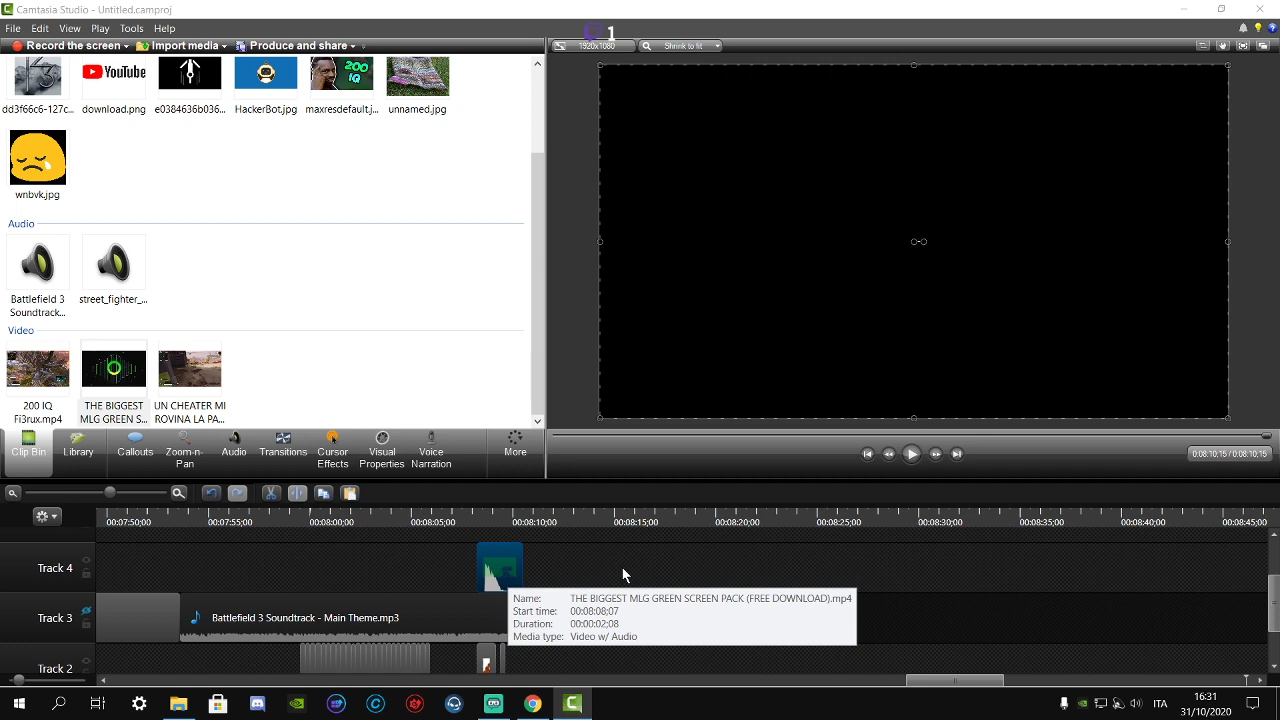 Camtasia Studio - Untitled.camproj
File Edit View Play Tools Help
1
Record the screen Import media Produce and share
1920x1080 Shrink to fit
YouTube
200 IQ
dd3f66c6-127c... download.png e0384636b036... HackerBot.jpg maxresdefault.j... unnamed.jpg
wnbvk.jpg
Audio
Battlefield 3 Soundtrack...
street_fighter_...
Video
200 IQ Fi3rux.mp4
THE BIGGEST MLG GREEN S...
UN CHEATER MI ROVINA LA PA...
Clip Bin Library Callouts Zoom-n-Pan Audio Transitions Cursor Effects Visual Properties Voice Narration More
0:08:10;15 / 0:08:10;15
00:07:50;00 00:07:55;00 00:08:00;00 00:08:05;00 00:08:10;00 00:08:15;00 00:08:20;00 00:08:25;00 00:08:30;00 00:08:35;00 00:08:40;00 00:08:45;00
Track 4
Name: THE BIGGEST MLG GREEN SCREEN PACK (FREE DOWNLOAD).mp4
Start time: 00:08:08;07
Duration: 00:00:02;08
Media type: Video w/ Audio
Track 3 Battlefield 3 Soundtrack - Main Theme.mp3
Track 2
ITA
16:31
31/10/2020